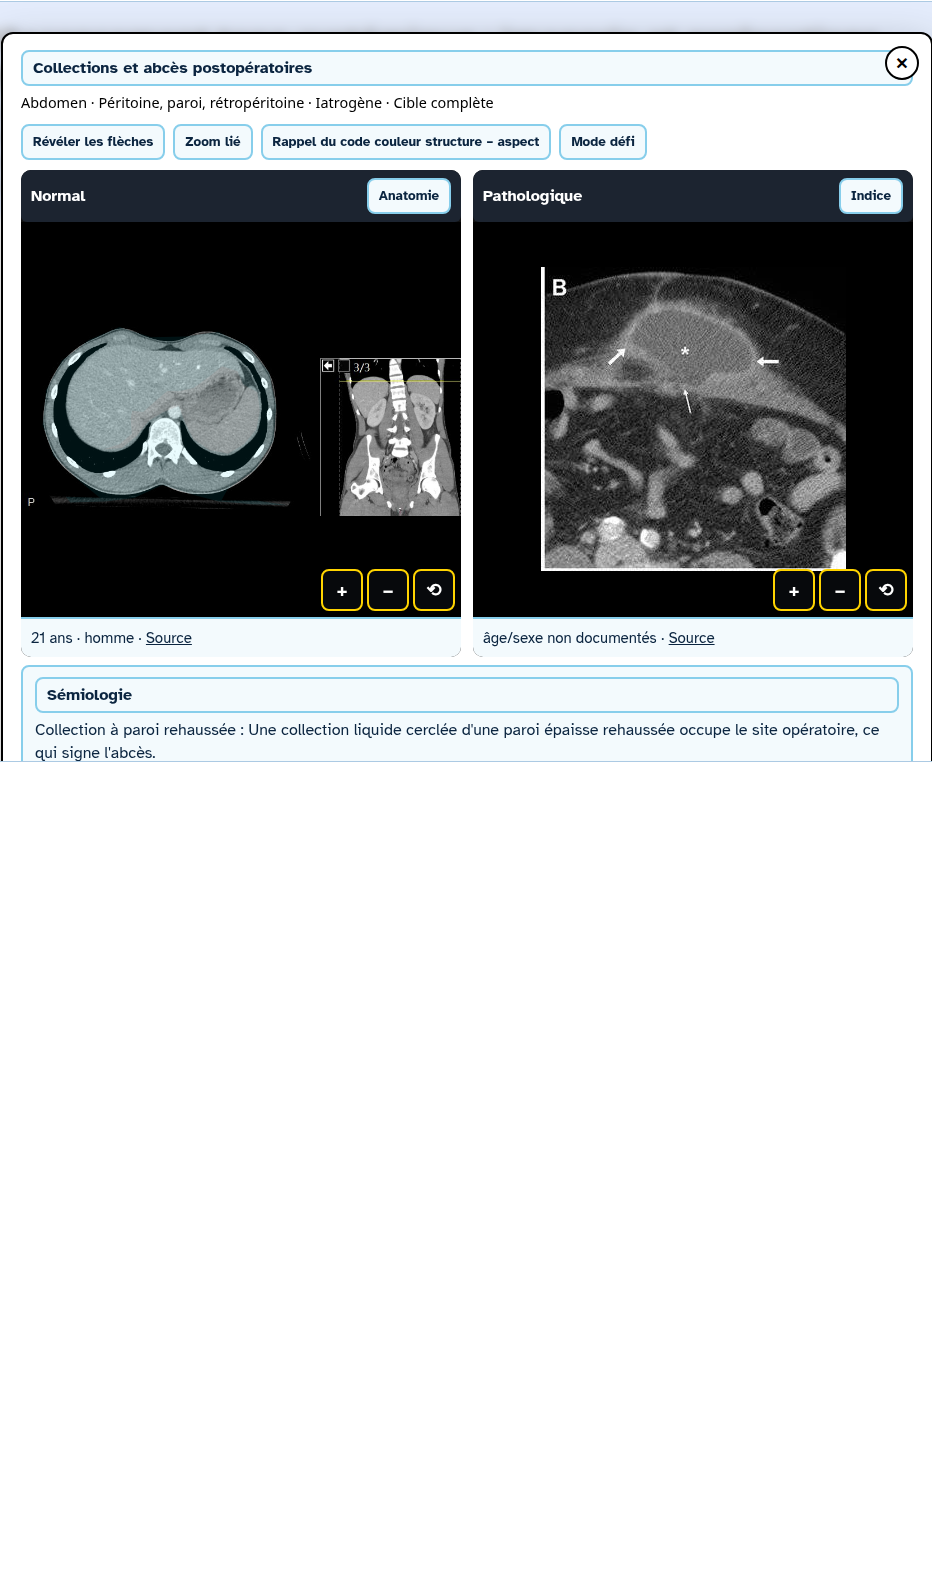 Collections et abcès postopératoires
×
Abdomen · Péritoine, paroi, rétropéritoine · Iatrogène · Cible complète
Révéler les flèches
Zoom lié
Rappel du code couleur structure – aspect
Mode défi
Normal
Anatomie
3/3
P
+
−
⟲
21 ans · homme · Source
Pathologique
Indice
B
*
+
−
⟲
âge/sexe non documentés · Source
Sémiologie
Collection à paroi rehaussée : Une collection liquide cerclée d'une paroi épaisse rehaussée occupe le site opératoire, ce
qui signe l'abcès.